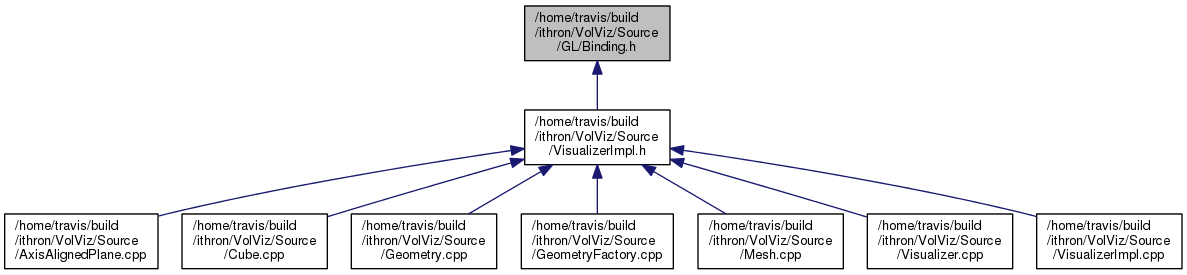 /home/travis/build
/ithron/VolViz/Source
/GL/Binding.h
/home/travis/build
/ithron/VolViz/Source
/VisualizerImpl.h
/home/travis/build
/ithron/VolViz/Source
/AxisAlignedPlane.cpp
/home/travis/build
/ithron/VolViz/Source
/Cube.cpp
/home/travis/build
/ithron/VolViz/Source
/Geometry.cpp
/home/travis/build
/ithron/VolViz/Source
/GeometryFactory.cpp
/home/travis/build
/ithron/VolViz/Source
/Mesh.cpp
/home/travis/build
/ithron/VolViz/Source
/Visualizer.cpp
/home/travis/build
/ithron/VolViz/Source
/VisualizerImpl.cpp